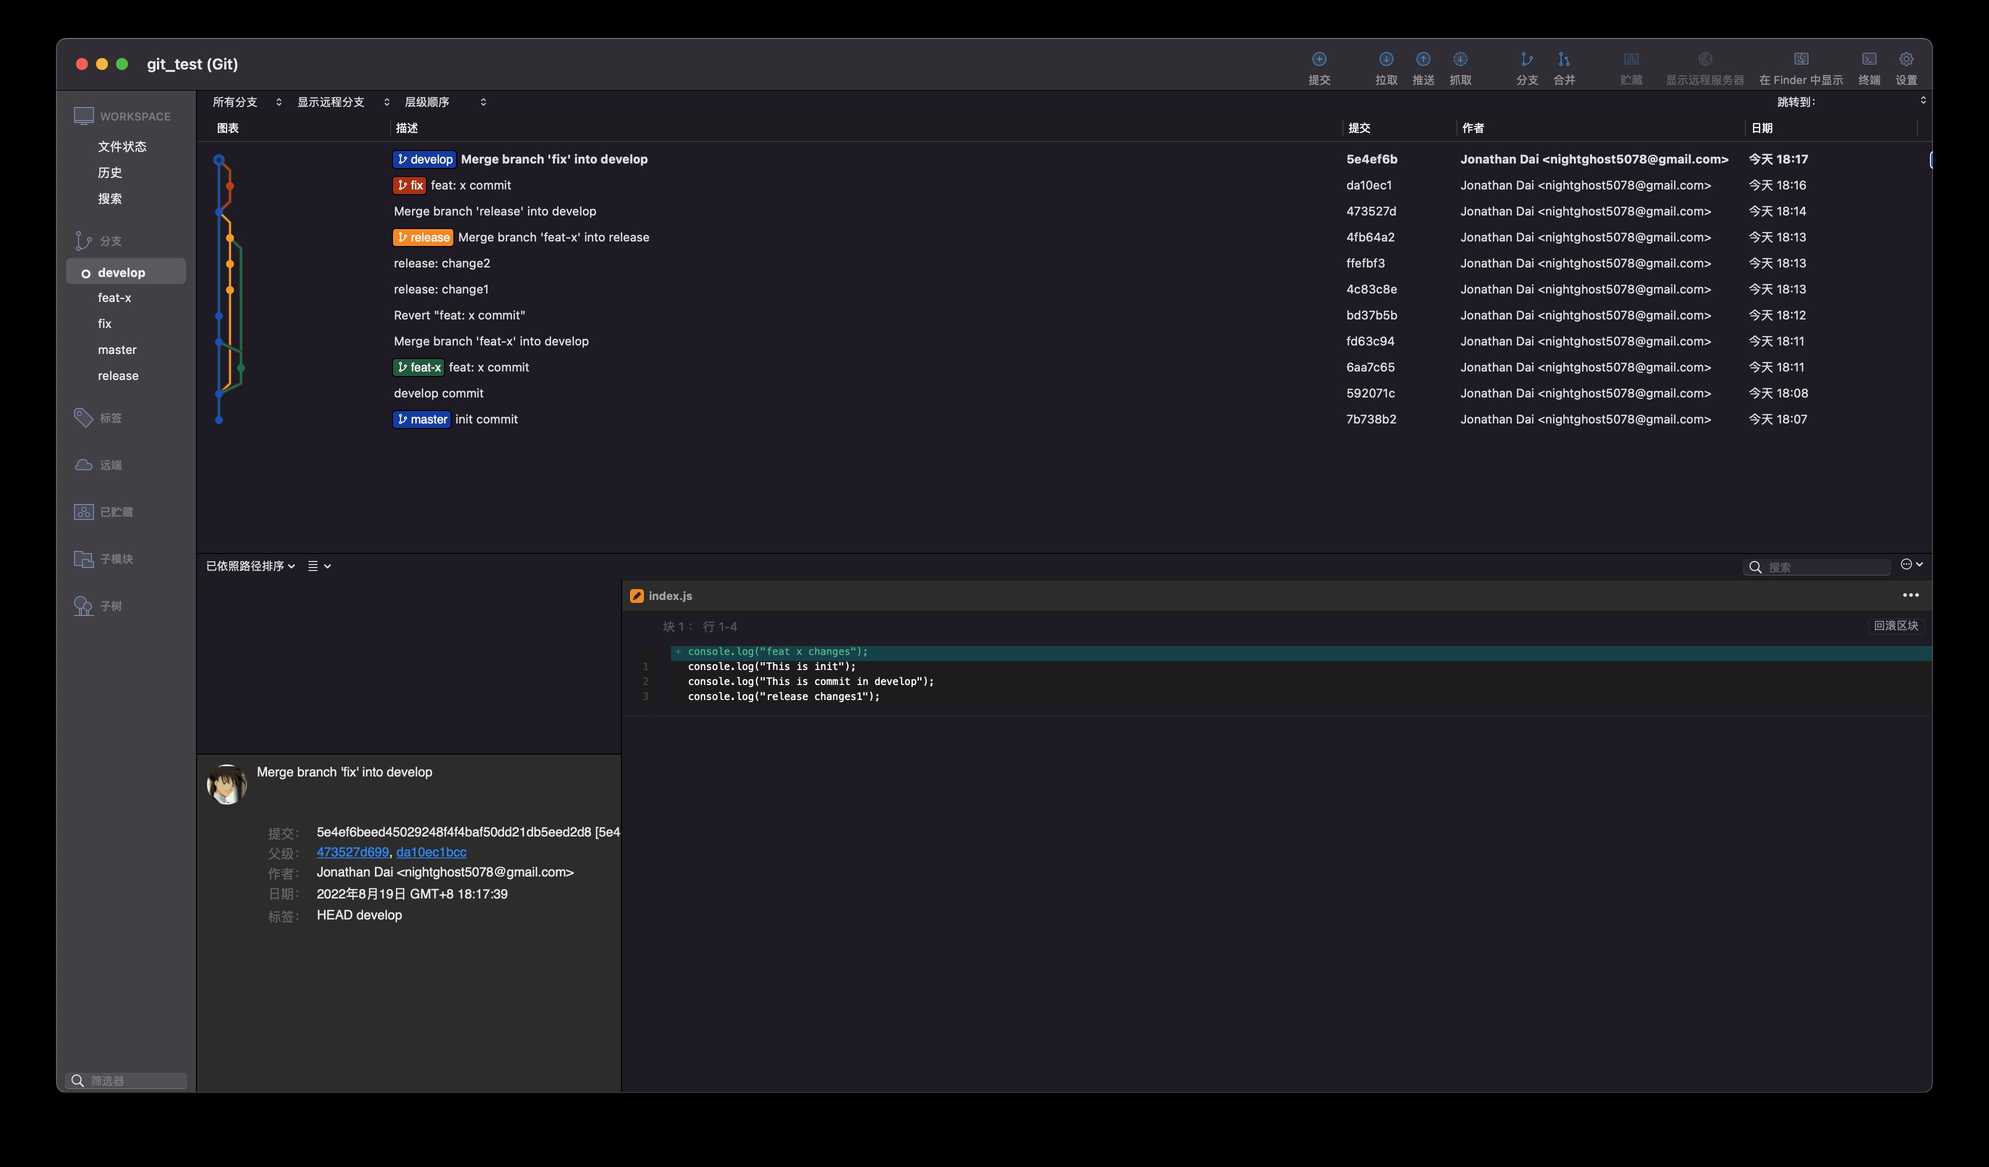 git_test (Git)
提交 拉取 推送 抓取 分支 合并 贮藏 显示远程服务器 在 Finder 中显示 终端 设置
WORKSPACE
文件状态
历史
搜索
分支
develop
feat-x
fix
master
release
标签
远端
已贮藏
子模块
子树
筛选器
所有分支 显示远程分支 层级顺序 跳转到:
图表 描述 提交 作者 日期
develop Merge branch 'fix' into develop 5e4ef6b Jonathan Dai <nightghost5078@gmail.com> 今天 18:17
fix feat: x commit da10ec1 Jonathan Dai <nightghost5078@gmail.com> 今天 18:16
Merge branch 'release' into develop 473527d Jonathan Dai <nightghost5078@gmail.com> 今天 18:14
release Merge branch 'feat-x' into release 4fb64a2 Jonathan Dai <nightghost5078@gmail.com> 今天 18:13
release: change2 ffefbf3 Jonathan Dai <nightghost5078@gmail.com> 今天 18:13
release: change1 4c83c8e Jonathan Dai <nightghost5078@gmail.com> 今天 18:13
Revert "feat: x commit" bd37b5b Jonathan Dai <nightghost5078@gmail.com> 今天 18:12
Merge branch 'feat-x' into develop fd63c94 Jonathan Dai <nightghost5078@gmail.com> 今天 18:11
feat-x feat: x commit 6aa7c65 Jonathan Dai <nightghost5078@gmail.com> 今天 18:11
develop commit 592071c Jonathan Dai <nightghost5078@gmail.com> 今天 18:08
master init commit 7b738b2 Jonathan Dai <nightghost5078@gmail.com> 今天 18:07
已依照路径排序 搜索
index.js
块 1： 行 1-4 回滚区块
+ console.log("feat x changes");
1 console.log("This is init");
2 console.log("This is commit in develop");
3 console.log("release changes1");
Merge branch 'fix' into develop
提交： 5e4ef6beed45029248f4f4baf50dd21db5eed2d8 [5e4
父级： 473527d699, da10ec1bcc
作者： Jonathan Dai <nightghost5078@gmail.com>
日期： 2022年8月19日 GMT+8 18:17:39
标签： HEAD develop